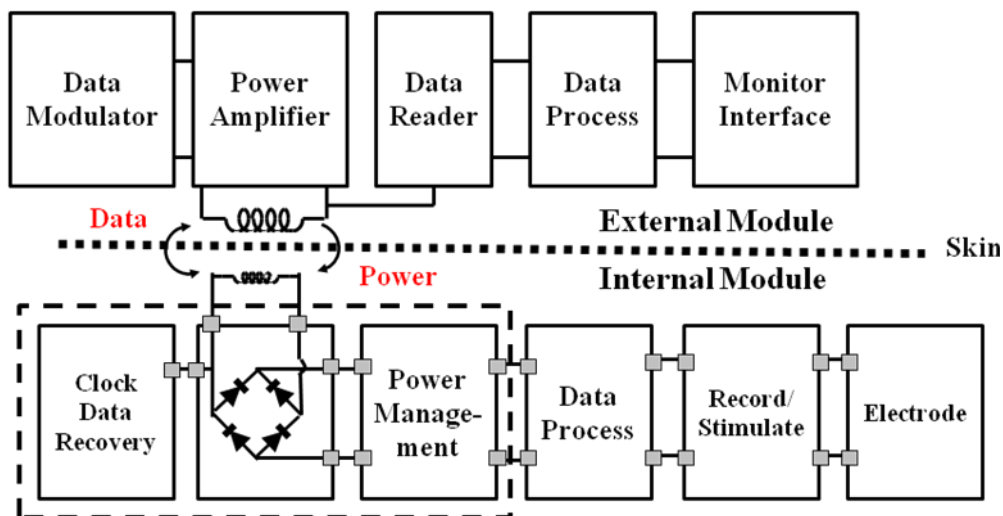 Data
Modulator
Power
Amplifier
Data
Reader
Data
Process
Monitor
Interface
Data
External Module
Skin
Power
Internal Module
Clock
Data
Recovery
Power
Manage-
ment
Data
Process
Record/
Stimulate
Electrode